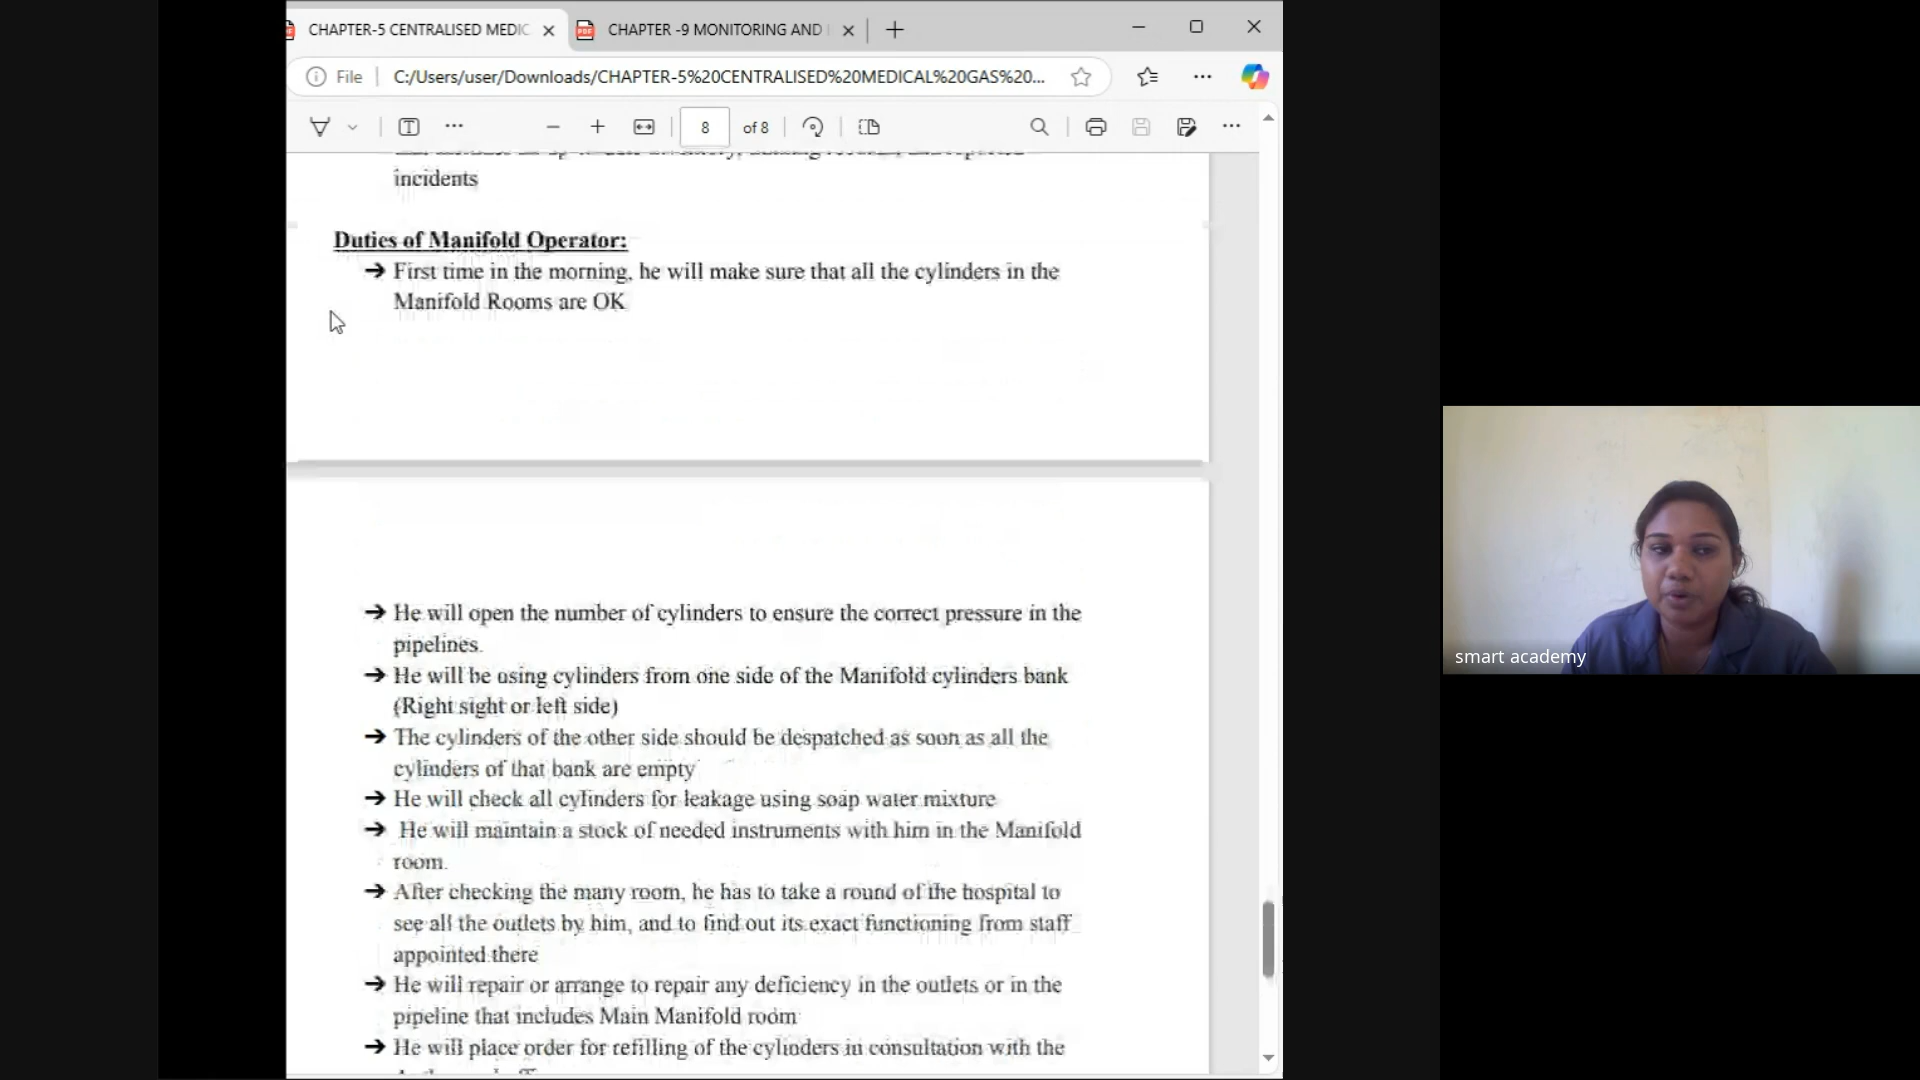 CHAPTER-5 CENTRALISED MEDIC
CHAPTER -9 MONITORING AND
File
C:/Users/user/Downloads/CHAPTER-5%20CENTRALISED%20MEDICAL%20GAS%20...
8 of 8
incidents
Duties of Manifold Operator:
➔ First time in the morning, he will make sure that all the cylinders in the
Manifold Rooms are OK
➔ He will open the number of cylinders to ensure the correct pressure in the
pipelines.
➔ He will be using cylinders from one side of the Manifold cylinders bank
(Right sight or left side)
➔ The cylinders of the other side should be despatched as soon as all the
cylinders of that bank are empty
➔ He will check all cylinders for leakage using soap water mixture
➔ He will maintain a stock of needed instruments with him in the Manifold
room.
➔ After checking the many room, he has to take a round of the hospital to
see all the outlets by him, and to find out its exact functioning from staff
appointed there
➔ He will repair or arrange to repair any deficiency in the outlets or in the
pipeline that includes Main Manifold room
➔ He will place order for refilling of the cylinders in consultation with the
smart academy